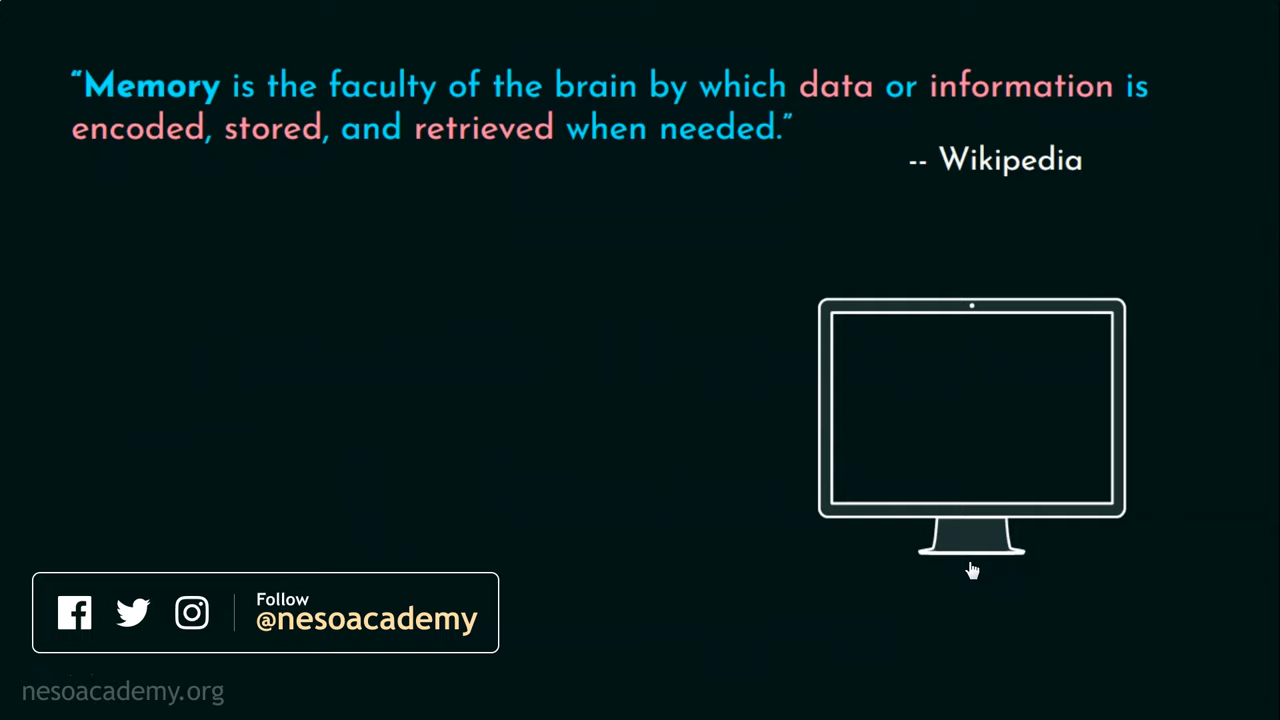 “Memory is the faculty of the brain by which data or information is
encoded, stored, and retrieved when needed.”
-- Wikipedia
Follow
@nesoacademy
nesoacademy.org